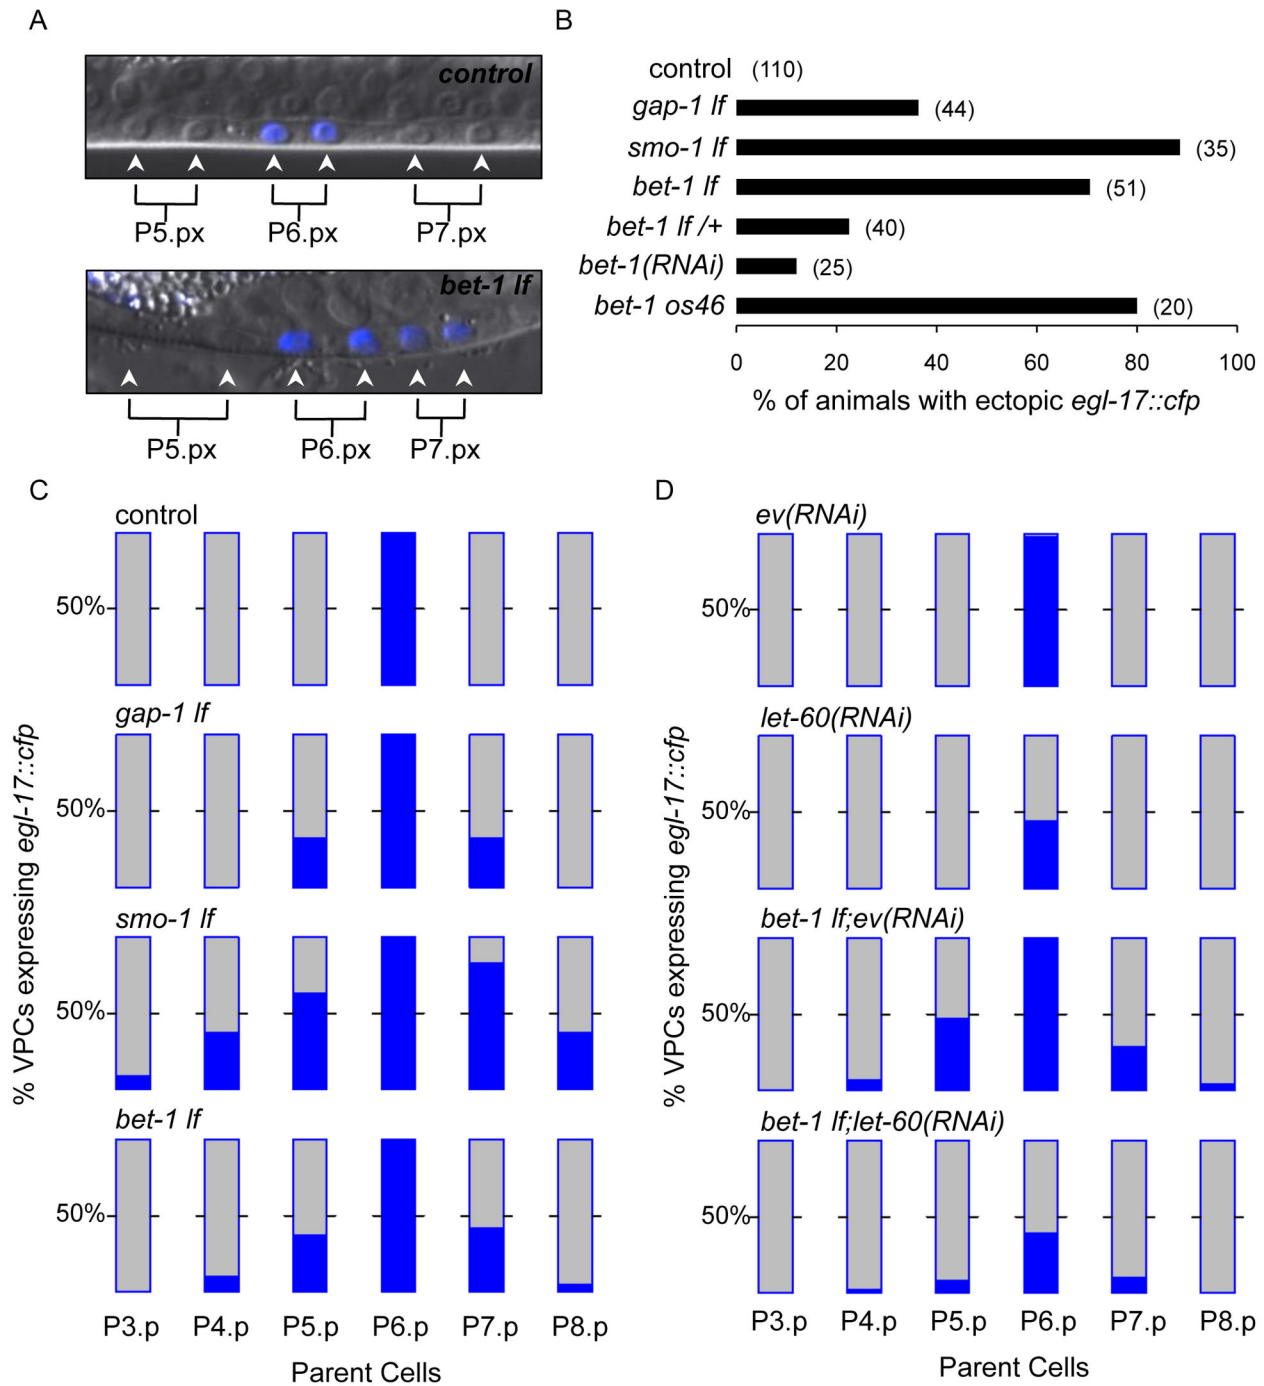 A
control
P5.px P6.px P7.px
bet-1 lf
P5.px P6.px P7.px
B
control (110)
gap-1 lf (44)
smo-1 lf (35)
bet-1 lf (51)
bet-1 lf /+ (40)
bet-1(RNAi) (25)
bet-1 os46 (20)
0 20 40 60 80 100
% of animals with ectopic egl-17::cfp
C
% VPCs expressing egl-17::cfp
control
50%
gap-1 lf
50%
smo-1 lf
50%
bet-1 lf
50%
P3.p P4.p P5.p P6.p P7.p P8.p
Parent Cells
D
% VPCs expressing egl-17::cfp
ev(RNAi)
50%
let-60(RNAi)
50%
bet-1 lf;ev(RNAi)
50%
bet-1 lf;let-60(RNAi)
50%
P3.p P4.p P5.p P6.p P7.p P8.p
Parent Cells